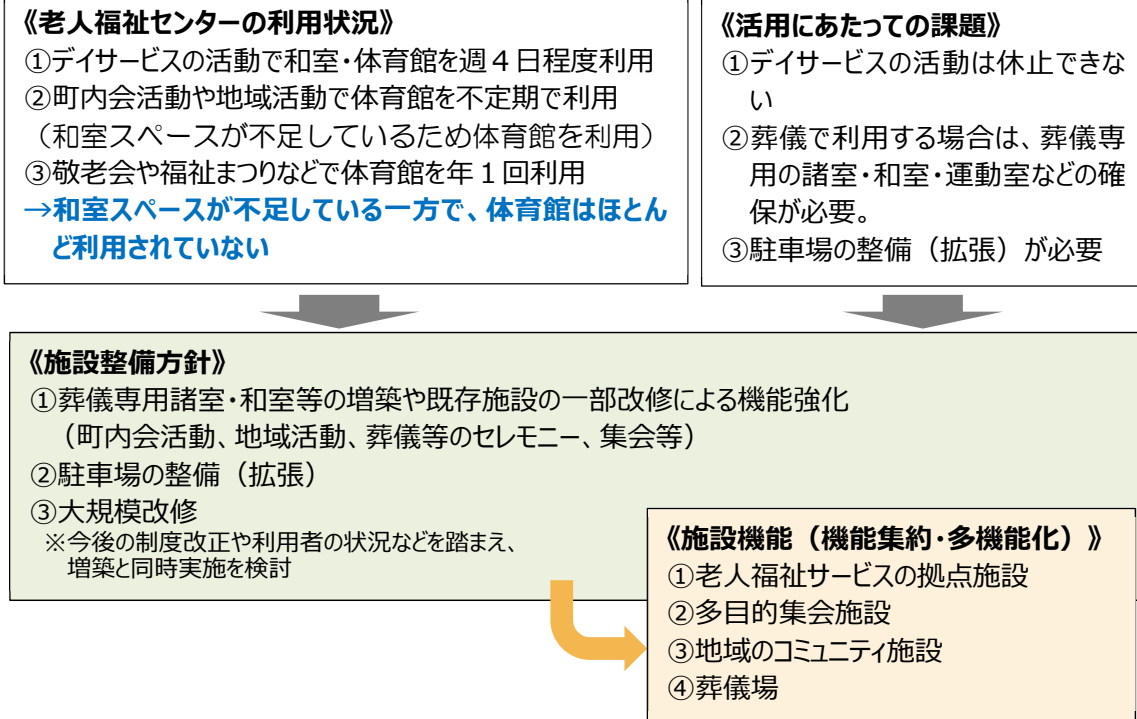 《老人福祉センターの利用状況》
①デイサービスの活動で和室・体育館を週４日程度利用
②町内会活動や地域活動で体育館を不定期で利用
（和室スペースが不足しているため体育館を利用）
③敬老会や福祉まつりなどで体育館を年１回利用
→和室スペースが不足している一方で、体育館はほとん
ど利用されていない
《活用にあたっての課題》
①デイサービスの活動は休止できな
い
②葬儀で利用する場合は、葬儀専
用の諸室・和室・運動室などの確
保が必要。
③駐車場の整備（拡張）が必要
《施設整備方針》
①葬儀専用諸室・和室等の増築や既存施設の一部改修による機能強化
（町内会活動、地域活動、葬儀等のセレモニー、集会等）
②駐車場の整備（拡張）
③大規模改修
※今後の制度改正や利用者の状況などを踏まえ、
増築と同時実施を検討
《施設機能（機能集約・多機能化）》
①老人福祉サービスの拠点施設
②多目的集会施設
③地域のコミュニティ施設
④葬儀場